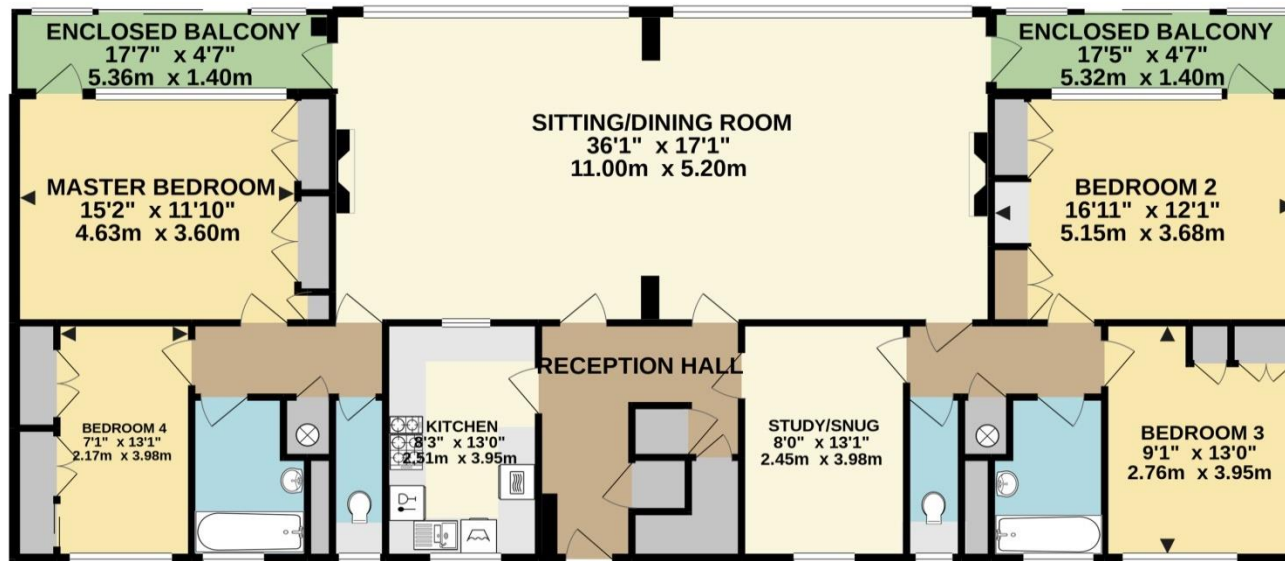 ENCLOSED BALCONY
17'7" x 4'7"
5.36m x 1.40m
ENCLOSED BALCONY
17'5" x 4'7"
5.32m x 1.40m
SITTING/DINING ROOM
36'1" x 17'1"
11.00m x 5.20m
MASTER BEDROOM
15'2" x 11'10"
4.63m x 3.60m
BEDROOM 2
16'11" x 12'1"
5.15m x 3.68m
RECEPTION HALL
BEDROOM 4
7'1" x 13'1"
2.17m x 3.98m
KITCHEN
8'3" x 13'0"
2.51m x 3.95m
STUDY/SNUG
8'0" x 13'1"
2.45m x 3.98m
BEDROOM 3
9'1" x 13'0"
2.76m x 3.95m